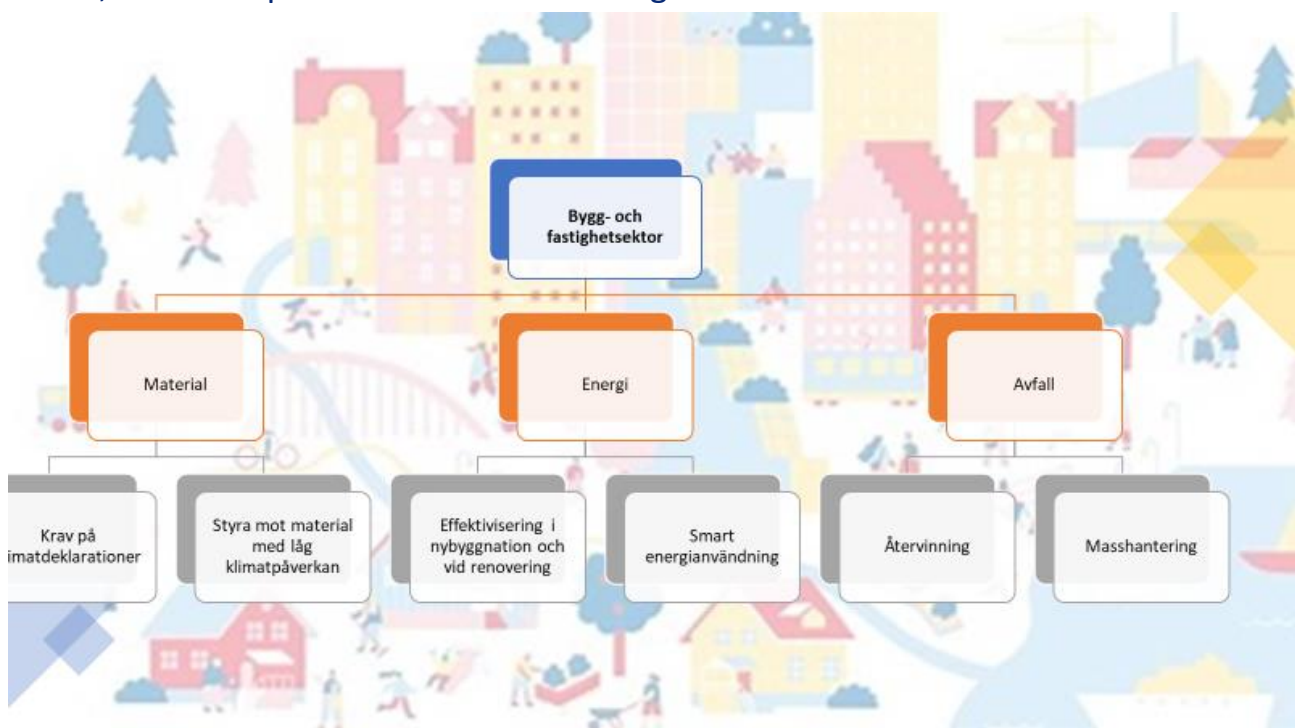 Bygg- och
fastighetsektor
Material
Energi
Avfall
Krav på
imatdeklarationer
Styra mot material
med låg
klimatpåverkan
Effektivisering i
nybyggnation och
vid renovering
Smart
energianvändning
Återvinning
Masshantering